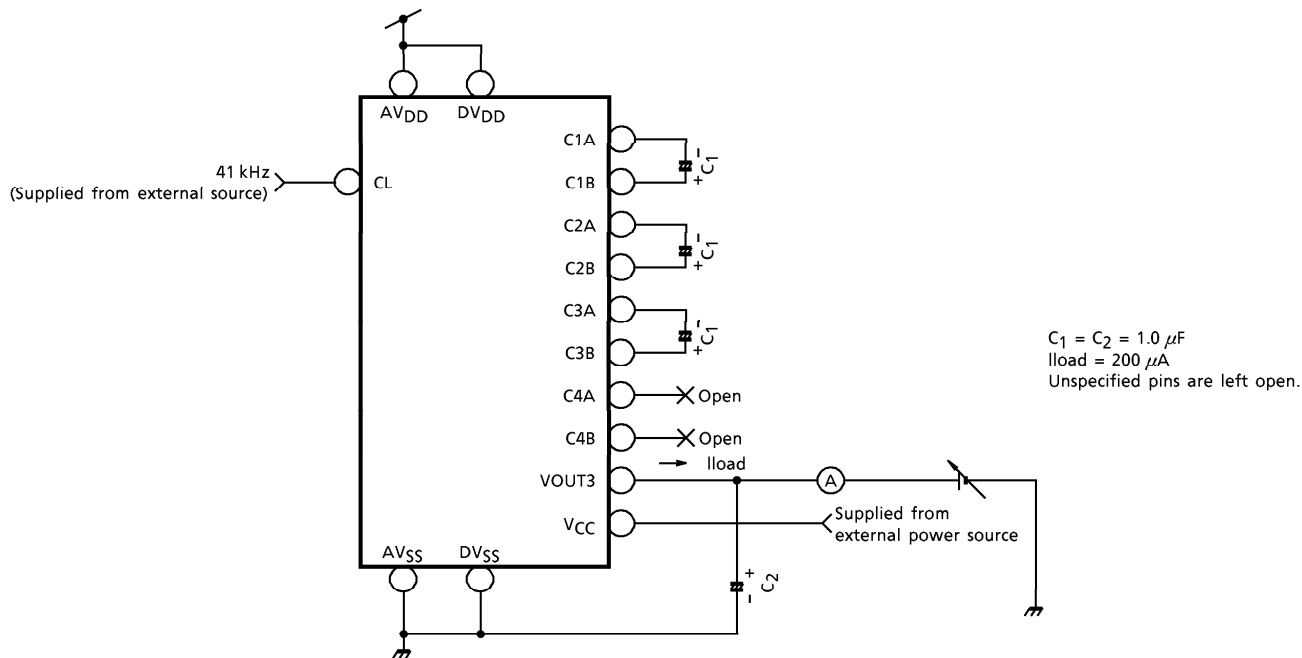 AVDD DVDD
41 kHz
(Supplied from external source)
CL
C1A
- + C1
C1B
C2A
- + C1
C2B
C3A
- + C1
C3B
C4A Open
C4B Open
Iload
VOUT3 A
VCC Supplied from
external power source
AVSS DVSS
+ - C2
C1 = C2 = 1.0 μF
Iload = 200 μA
Unspecified pins are left open.